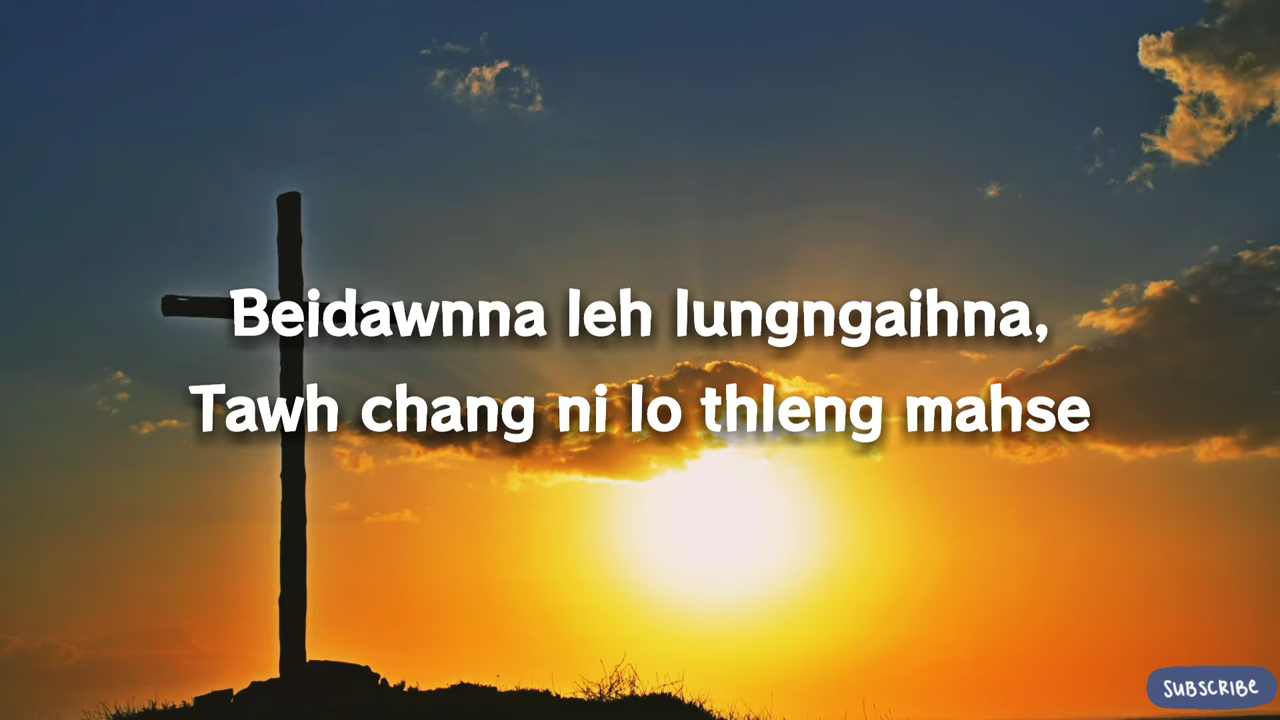 Beidawnna leh lungngaihna,
Tawh chang ni lo thleng mahse
SUBSCRIBE